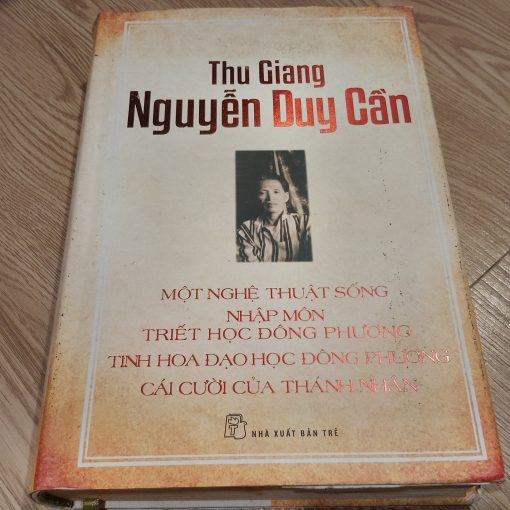 Thu Giang
Nguyễn Duy Cần
MỘT NGHỆ THUẬT SỐNG
NHẬP MÔN
TRIẾT HỌC ĐÔNG PHƯƠNG
TINH HOA ĐẠO HỌC ĐÔNG PHƯƠNG
CÁI CƯỜI CỦA THÁNH NHÂN
NHÀ XUẤT BẢN TRẺ